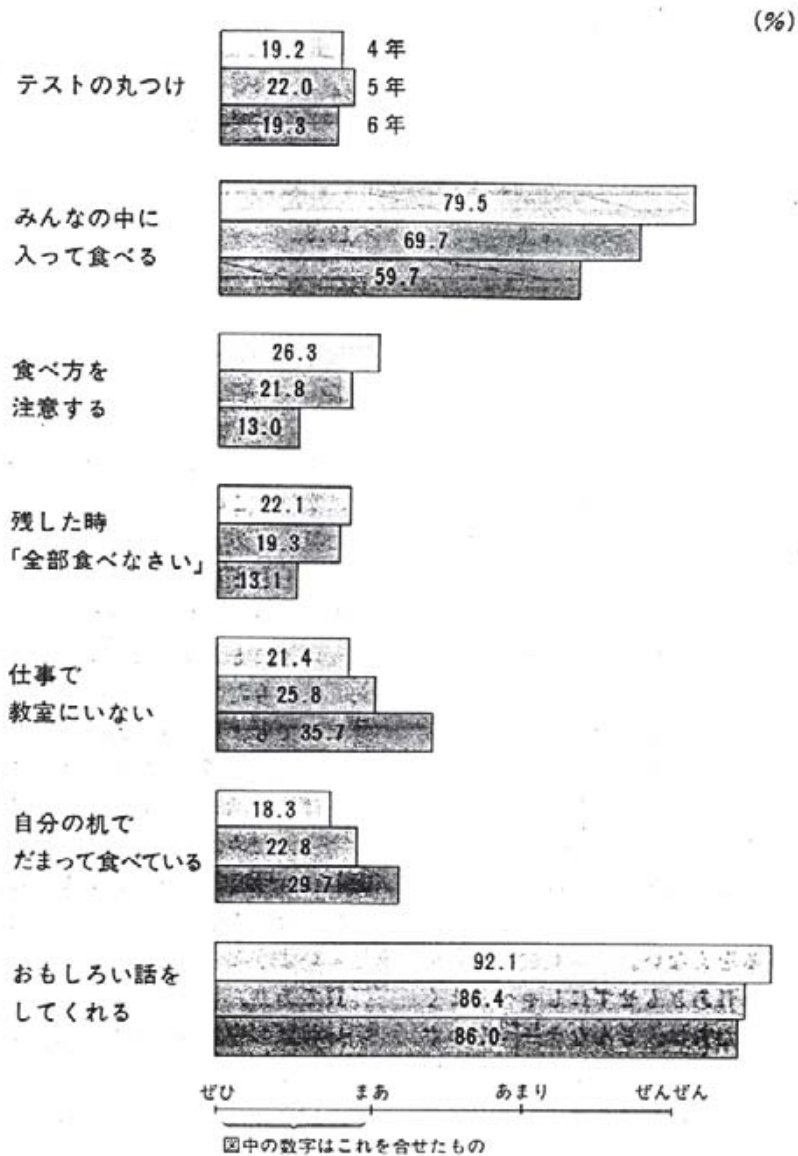 (%)
テストの丸つけ
19.2 4年
22.0 5年
19.3 6年
みんなの中に
入って食べる
79.5
69.7
59.7
食べ方を
注意する
26.3
21.8
13.0
残した時
「全部食べなさい」
22.1
19.3
13.1
仕事で
教室にいない
21.4
25.8
35.7
自分の机で
だまって食べている
18.3
22.8
29.7
おもしろい話を
してくれる
92.1
86.4
86.0
ぜひ まあ あまり ぜんぜん
図中の数字はこれを合せたもの